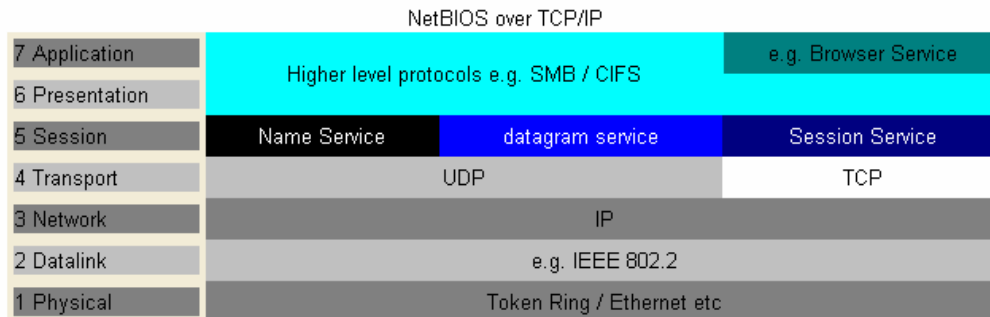 NetBIOS over TCP/IP
7 Application
e.g. Browser Service
Higher level protocols e.g. SMB / CIFS
6 Presentation
5 Session
Name Service
datagram service
Session Service
4 Transport
UDP
TCP
3 Network
IP
2 Datalink
e.g. IEEE 802.2
1 Physical
Token Ring / Ethernet etc